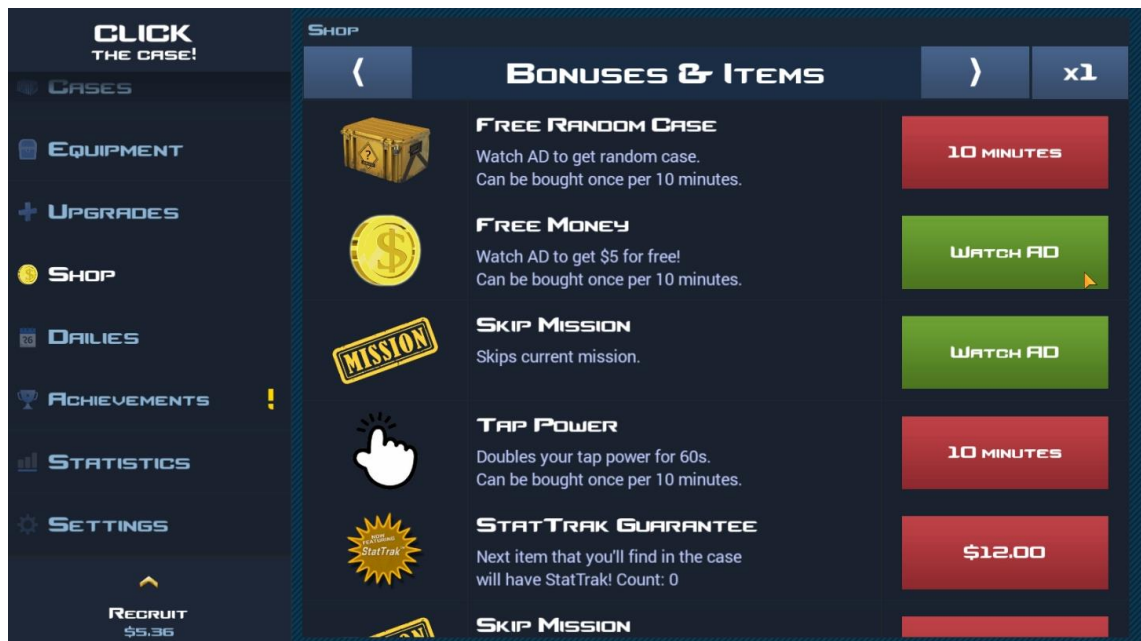 CLICK
THE CASE!
CASES
EQUIPMENT
UPGRADES
SHOP
26
DAILIES
ACHIEVEMENTS
!
STATISTICS
SETTINGS
RECRUIT
$5.36
SHOP
BONUSES & ITEMS
x1
?
FREE RANDOM CASE
Watch AD to get random case.
Can be bought once per 10 minutes.
10 MINUTES
$
FREE MONEY
Watch AD to get $5 for free!
Can be bought once per 10 minutes.
WATCH AD
MISSION
SKIP MISSION
Skips current mission.
WATCH AD
TAP POWER
Doubles your tap power for 60s.
Can be bought once per 10 minutes.
10 MINUTES
NOW
FEATURING
StatTrak™
STATTRAK GUARANTEE
Next item that you'll find in the case
will have StatTrak! Count: 0
$12.00
SKIP MISSION